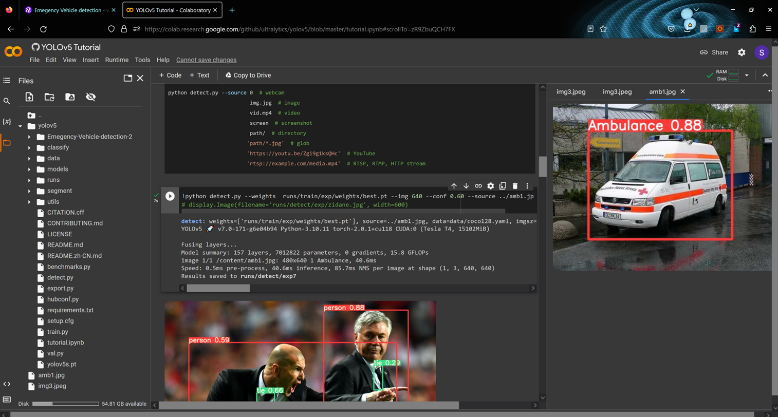 Emergency Vehicle detection -
YOLOv5 Tutorial - Colaboratory
https://colab.research.google.com/github/ultralytics/yolov5/blob/master/tutorial.ipynb#scrollTo=zR9ZbuQCH7FX
YOLOv5 Tutorial
File Edit View Insert Runtime Tools Help Cannot save changes
Share
S
Files
+ Code + Text Copy to Drive
RAM
Disk
..
yolov5
Emengency-Vehicle-detection-2
classify
data
models
runs
segment
utils
CITATION.cff
CONTRIBUTING.md
LICENSE
README.md
README.zh-CN.md
benchmarks.py
detect.py
export.py
hubconf.py
requirements.txt
setup.cfg
train.py
tutorial.ipynb
val.py
yolov5s.pt
amb1.jpg
img3.jpeg
Disk 54.81 GB available
python detect.py --source 0 # webcam
img.jpg # image
vid.mp4 # video
screen # screenshot
path/ # directory
'path/*.jpg' # glob
# YouTube
'rtsp://example.com/media.mp4' # RTSP, RTMP, HTTP stream
!python detect.py --weights runs/train/exp/weights/best.pt --img 640 --conf 0.60 --source ../amb1.jp
# display.Image(filename='runs/detect/exp/zidane.jpg', width=600)
detect: weights=['runs/train/exp/weights/best.pt'], source=../amb1.jpg, data=data/coco128.yaml, imgsz=
YOLOv5 v7.0-171-g6e04b94 Python-3.10.11 torch-2.0.1+cu118 CUDA:0 (Tesla T4, 15102MiB)
Fusing layers...
Model summary: 157 layers, 7012822 parameters, 0 gradients, 15.8 GFLOPs
image 1/1 /content/amb1.jpg: 480x640 1 Ambulance, 40.6ms
Speed: 0.5ms pre-process, 40.6ms inference, 85.7ms NMS per image at shape (1, 3, 640, 640)
Results saved to runs/detect/exp7
person 0.88
person 0.59
tie 0.29
tie 0.66
img3.jpeg img3.jpeg amb1.jpg
Ambulance 0.88